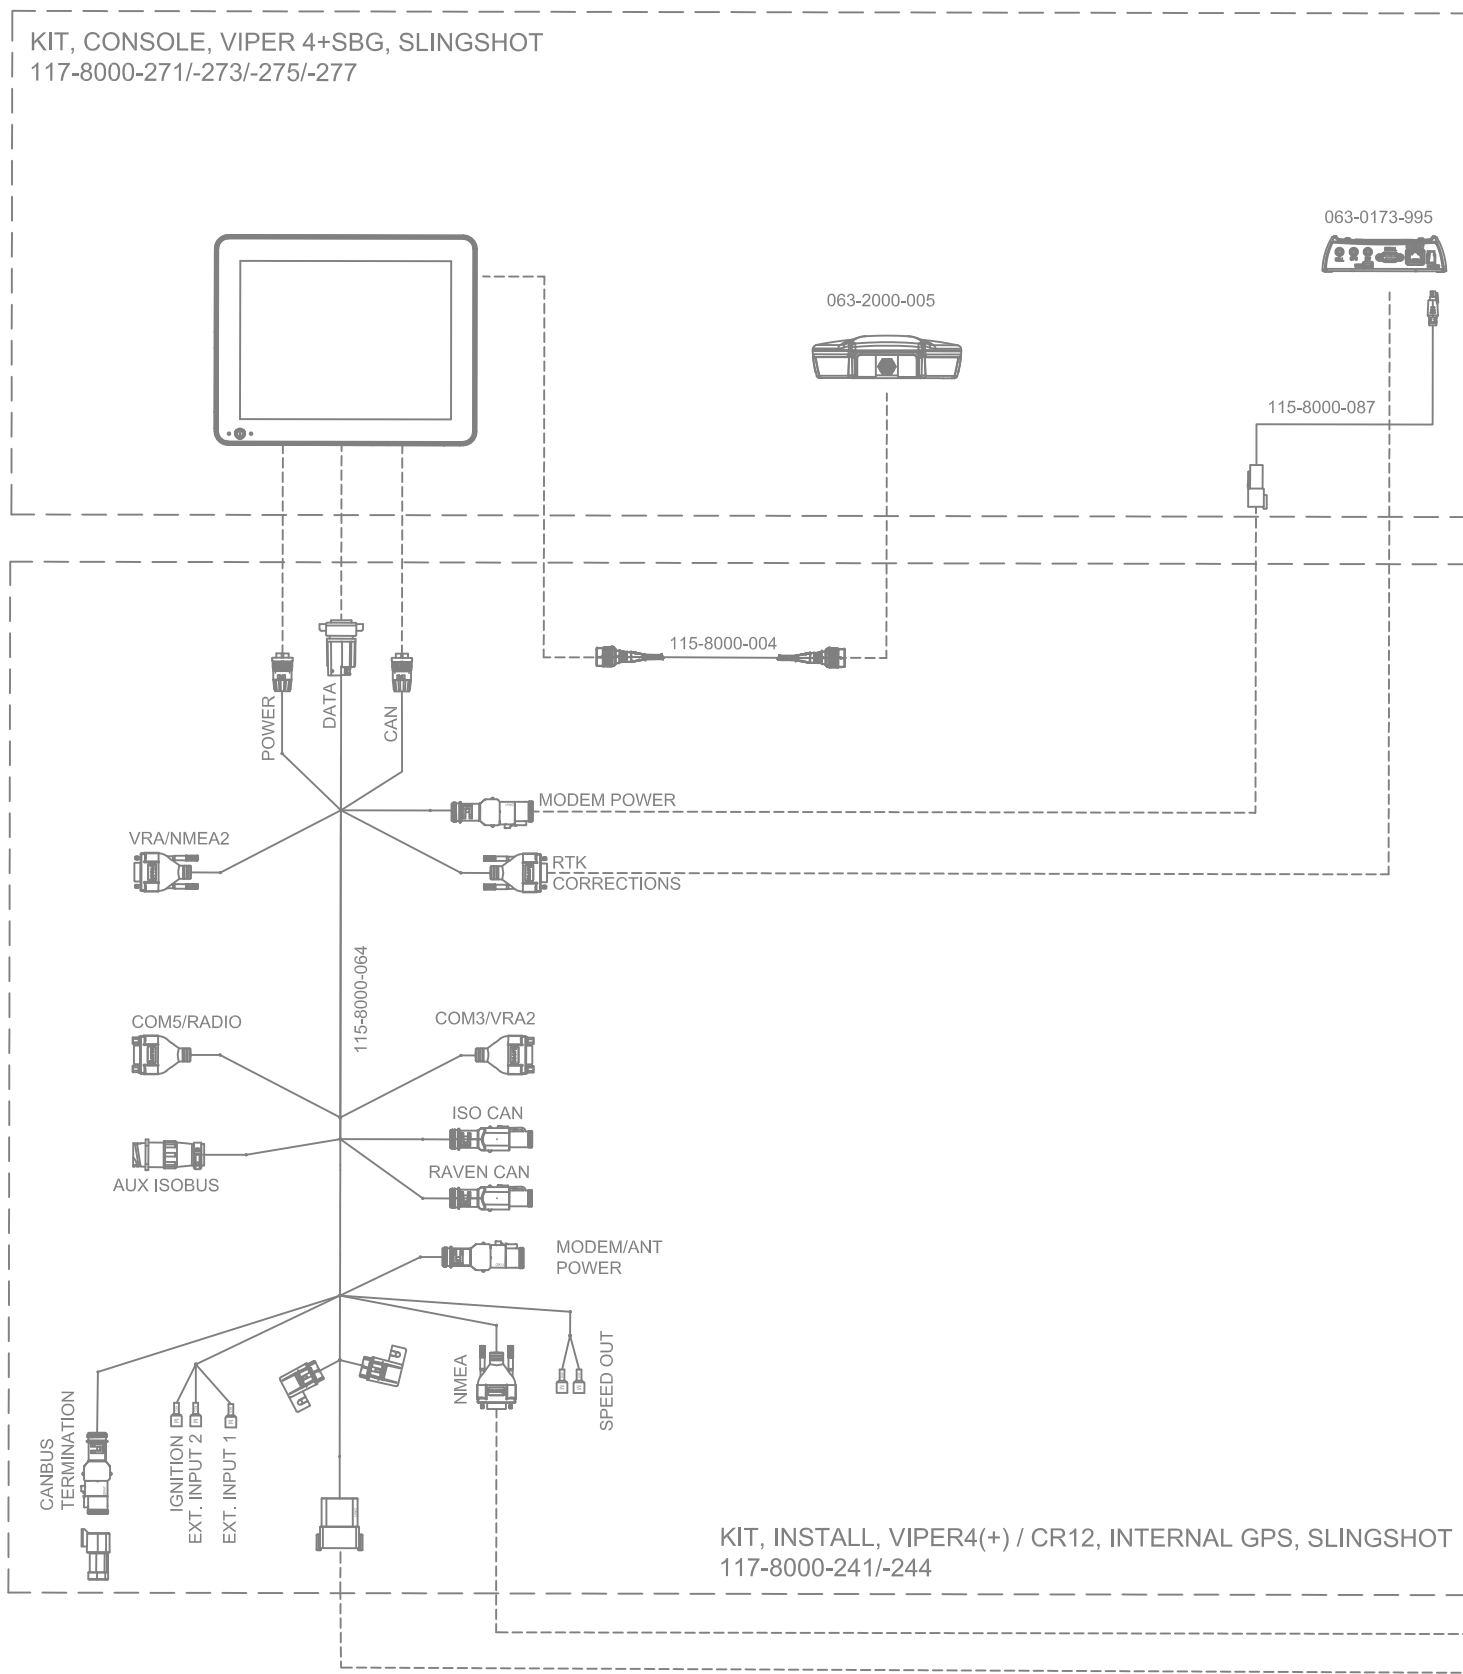 KIT, CONSOLE, VIPER 4+SBG, SLINGSHOT
117-8000-271/-273/-275/-277
063-0173-995
063-2000-005
115-8000-087
115-8000-004
POWER
DATA
CAN
MODEM POWER
VRA/NMEA2
RTK
CORRECTIONS
115-8000-064
COM5/RADIO
COM3/VRA2
ISO CAN
AUX ISOBUS
RAVEN CAN
MODEM/ANT
POWER
NMEA
SPEED OUT
CANBUS
TERMINATION
IGNITION
EXT. INPUT 2
EXT. INPUT 1
KIT, INSTALL, VIPER4(+) / CR12, INTERNAL GPS, SLINGSHOT
117-8000-241/-244